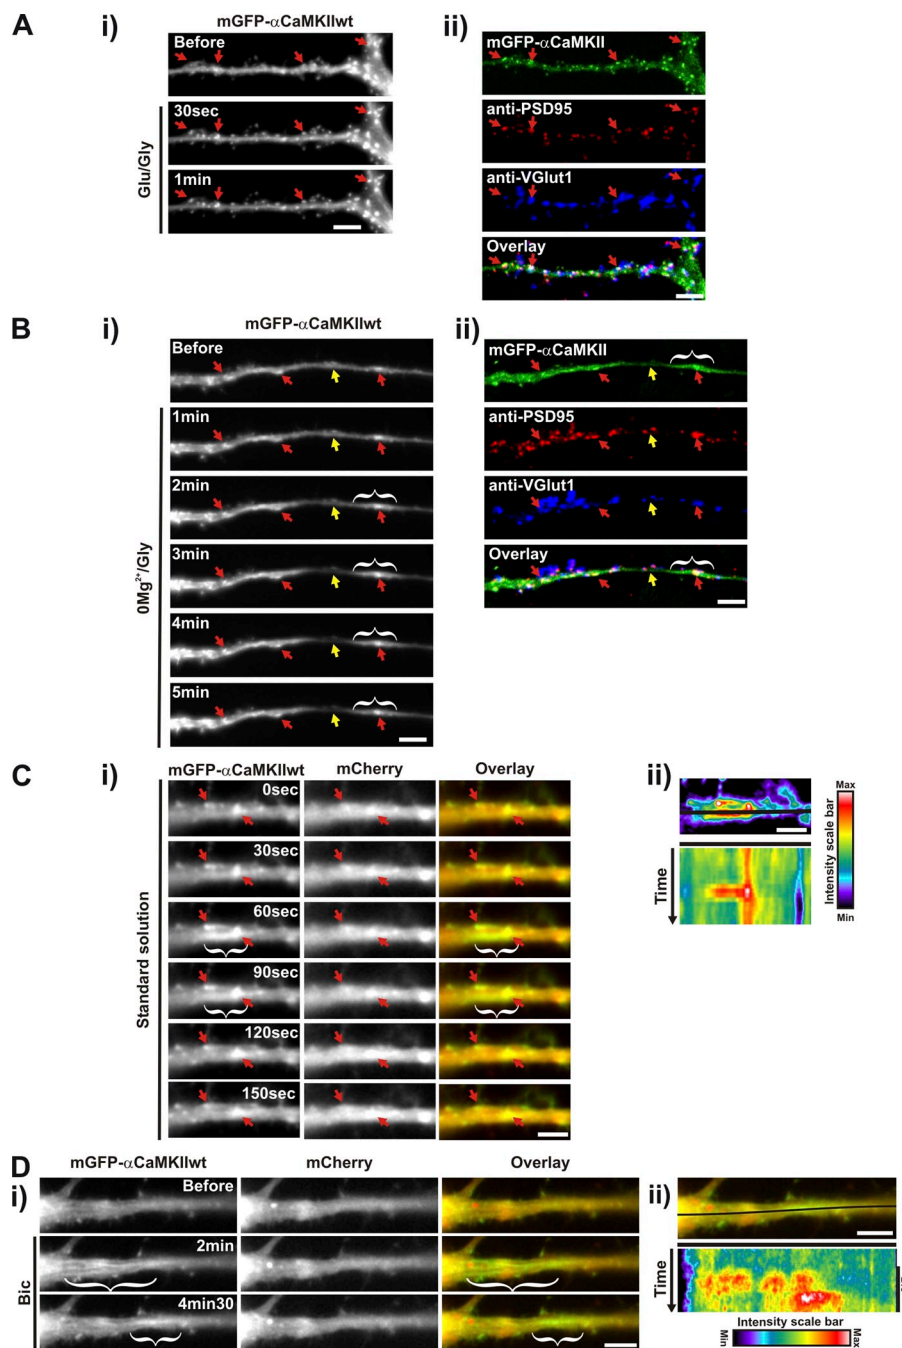 A
i)
mGFP-αCaMKIIwt
Before
30sec
1min
Glu/Gly
ii)
mGFP-αCaMKII
anti-PSD95
anti-VGlut1
Overlay
B
i)
mGFP-αCaMKIIwt
Before
1min
2min
3min
4min
5min
0Mg²⁺/Gly
ii)
mGFP-αCaMKII
anti-PSD95
anti-VGlut1
Overlay
C
i)
mGFP-αCaMKIIwt mCherry Overlay
0sec
30sec
60sec
90sec
120sec
150sec
Standard solution
ii)
Time
Max
Intensity scale bar
Min
D
i)
mGFP-αCaMKIIwt mCherry Overlay
Before
2min
4min30
Bic
ii)
Time
Intensity scale bar
Min
Max